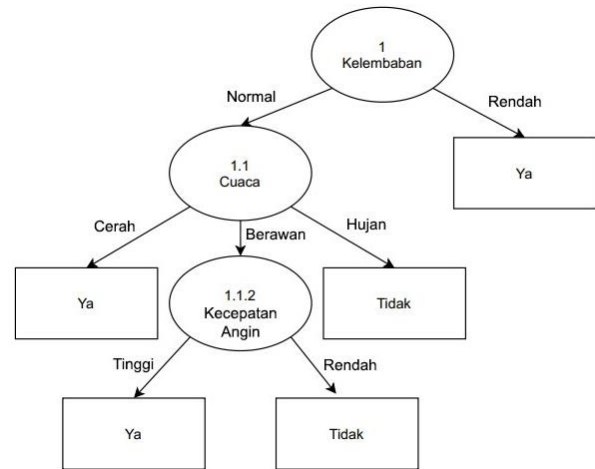 1
Kelembaban
Normal
Rendah
1.1
Cuaca
Ya
Cerah
Berawan
Hujan
Ya
1.1.2
Kecepatan
Angin
Tidak
Tinggi
Rendah
Ya
Tidak